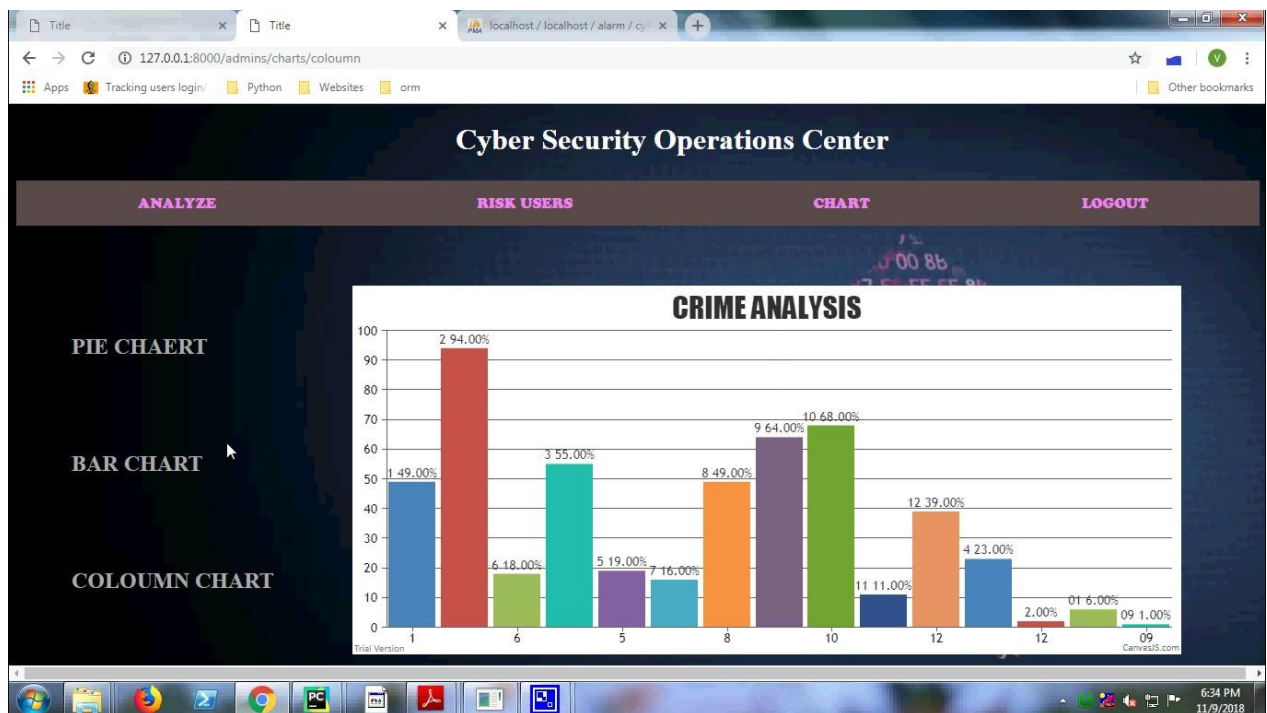 Title
Title
localhost / localhost / alarm / cy
127.0.0.1:8000/admins/charts/coloumn
Apps
Tracking users login
Python
Websites
orm
Other bookmarks
Cyber Security Operations Center
ANALYZE
RISK USERS
CHART
LOGOUT
00 8b
PIE CHAERT
BAR CHART
COLOUMN CHART
CRIME ANALYSIS
100
90
80
70
60
50
40
30
20
10
0
1 49.00%
2 94.00%
6 18.00%
3 55.00%
5 19.00%
7 16.00%
8 49.00%
9 64.00%
10 68.00%
11 11.00%
12 39.00%
4 23.00%
2.00%
01 6.00%
09 1.00%
1
6
5
8
10
12
12
09
Trial Version
CanvasJS.com
6:34 PM
11/9/2018